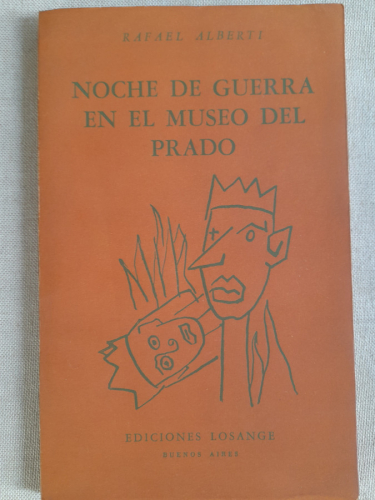 RAFAEL ALBERTI
NOCHE DE GUERRA
EN EL MUSEO DEL
PRADO
EDICIONES LOSANGE
BUENOS AIRES